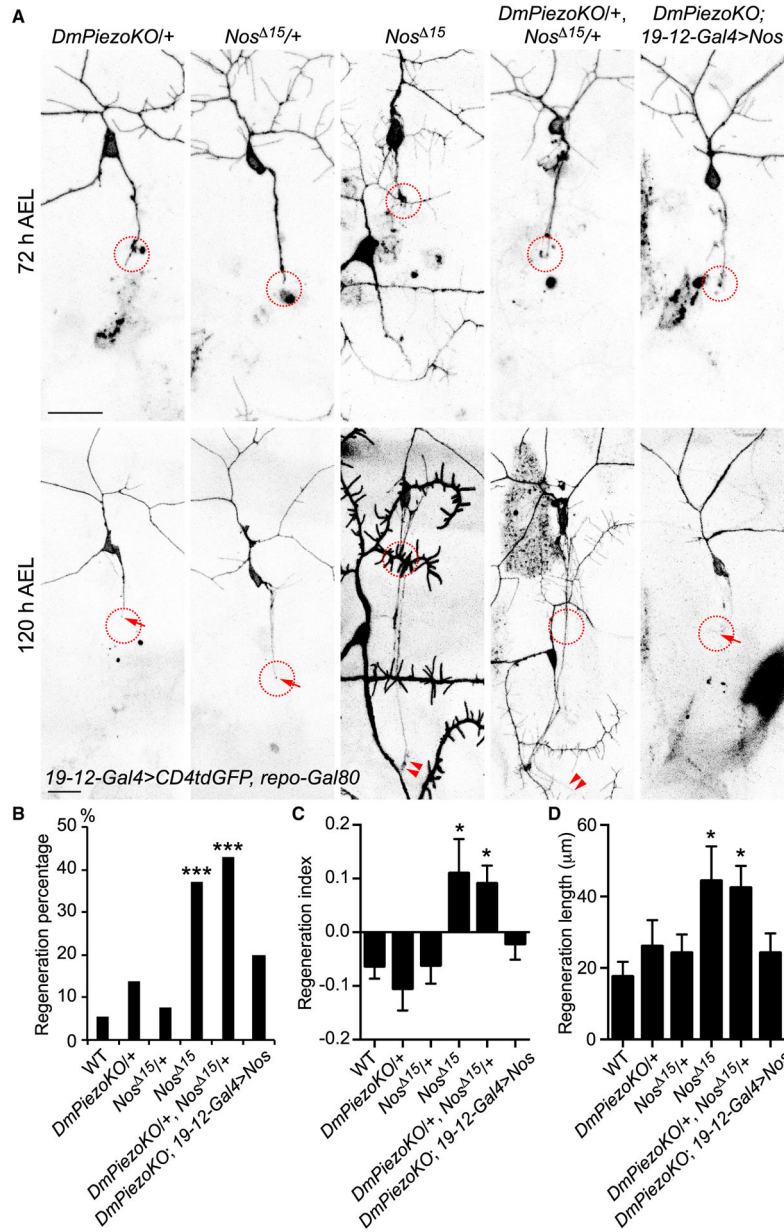 A
DmPiezoKO/+
Nos^Δ15/+
Nos^Δ15
DmPiezoKO/+,
Nos^Δ15/+
DmPiezoKO;
19-12-Gal4>Nos
72 h AEL
120 h AEL
19-12-Gal4>CD4tdGFP, repo-Gal80
B
%
Regeneration percentage
50
40
30
20
10
0
***
***
WT
DmPiezoKO/+
Nos^Δ15/+
Nos^Δ15
DmPiezoKO/+, Nos^Δ15/+
DmPiezoKO; 19-12-Gal4>Nos
C
Regeneration index
0.2
0.1
0.0
-0.1
-0.2
*
*
WT
DmPiezoKO/+
Nos^Δ15/+
Nos^Δ15
DmPiezoKO/+, Nos^Δ15/+
DmPiezoKO; 19-12-Gal4>Nos
D
Regeneration length (μm)
60
40
20
0
*
*
WT
DmPiezoKO/+
Nos^Δ15/+
Nos^Δ15
DmPiezoKO/+, Nos^Δ15/+
DmPiezoKO; 19-12-Gal4>Nos